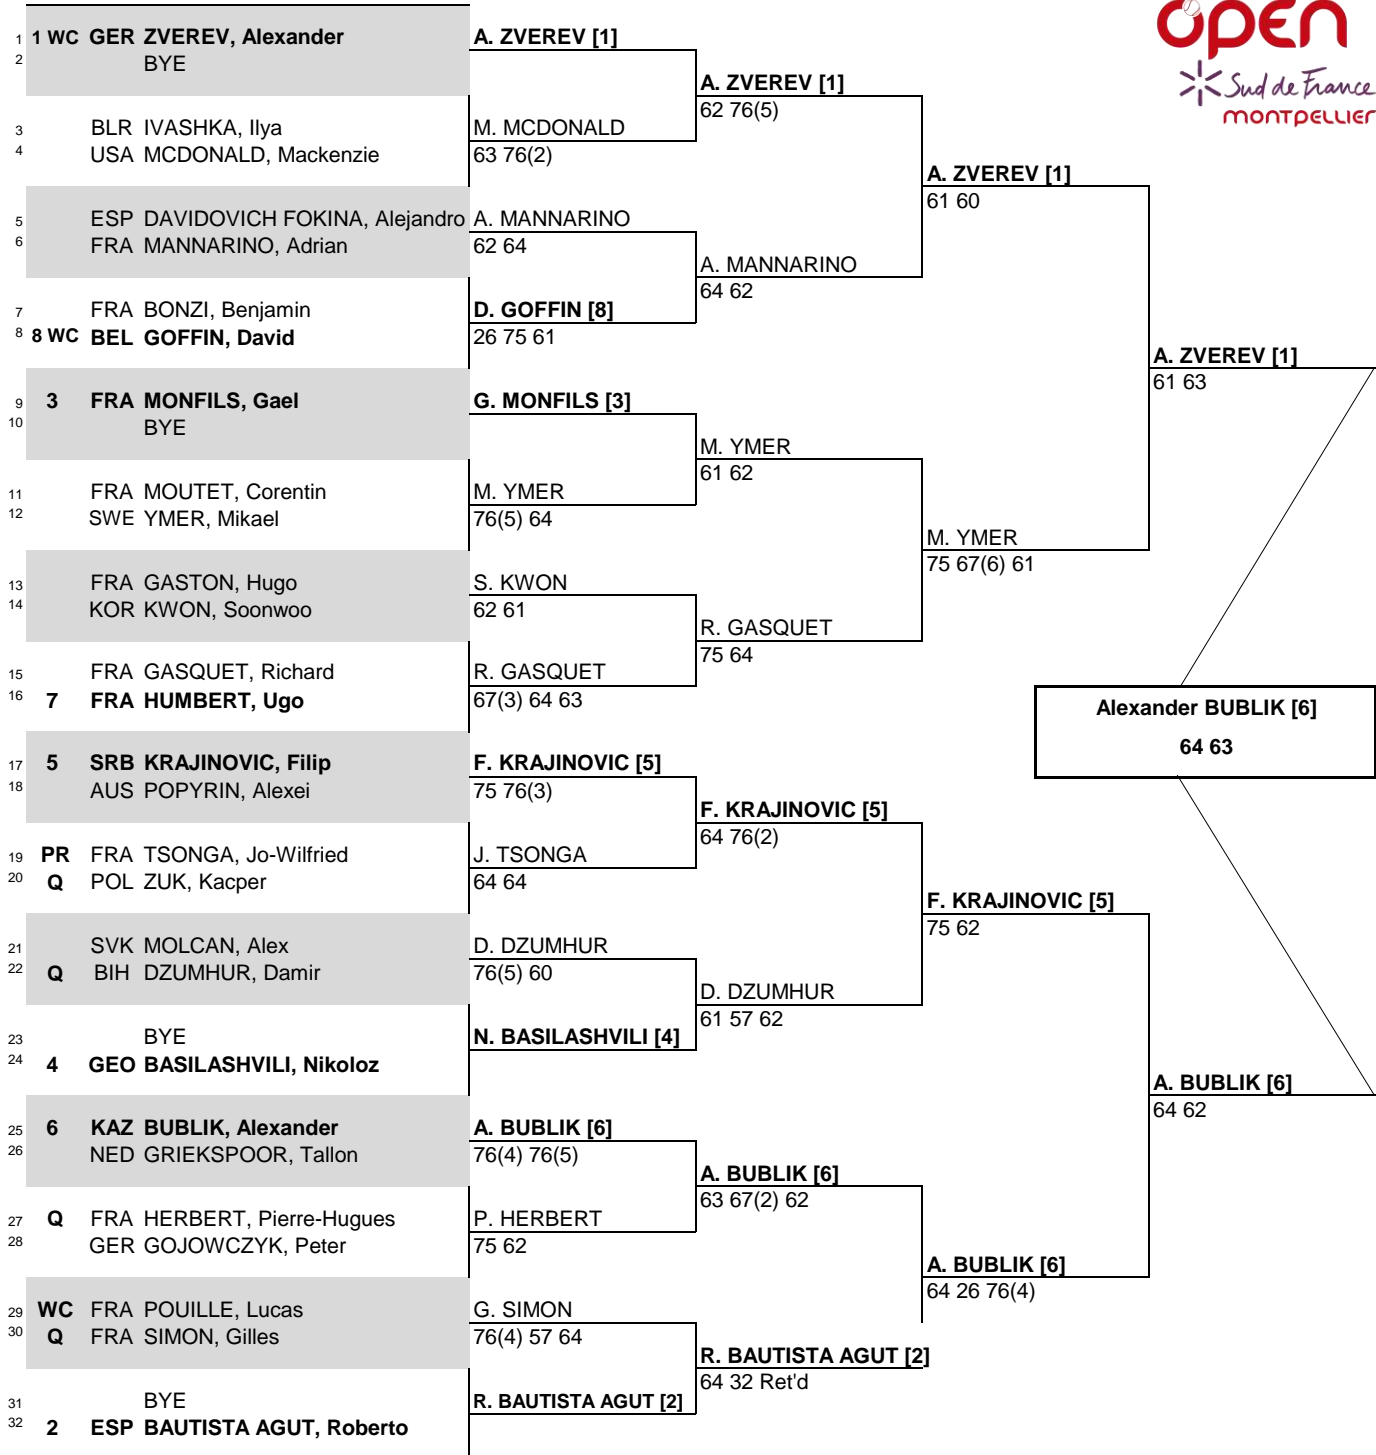 OPEN
Sud de France
MONTPELLIER
1 1 WC GER ZVEREV, Alexander
2 BYE
3 BLR IVASHKA, Ilya
4 USA MCDONALD, Mackenzie
5 ESP DAVIDOVICH FOKINA, Alejandro
6 FRA MANNARINO, Adrian
7 FRA BONZI, Benjamin
8 8 WC BEL GOFFIN, David
9 3 FRA MONFILS, Gael
10 BYE
11 FRA MOUTET, Corentin
12 SWE YMER, Mikael
13 FRA GASTON, Hugo
14 KOR KWON, Soonwoo
15 FRA GASQUET, Richard
16 7 FRA HUMBERT, Ugo
17 5 SRB KRAJINOVIC, Filip
18 AUS POPYRIN, Alexei
19 PR FRA TSONGA, Jo-Wilfried
20 Q POL ZUK, Kacper
21 SVK MOLCAN, Alex
22 Q BIH DZUMHUR, Damir
23 BYE
24 4 GEO BASILASHVILI, Nikoloz
25 6 KAZ BUBLIK, Alexander
26 NED GRIEKSPOOR, Tallon
27 Q FRA HERBERT, Pierre-Hugues
28 GER GOJOWCZYK, Peter
29 WC FRA POUILLE, Lucas
30 Q FRA SIMON, Gilles
31 BYE
32 2 ESP BAUTISTA AGUT, Roberto
A. ZVEREV [1]
M. MCDONALD
63 76(2)
A. MANNARINO
62 64
D. GOFFIN [8]
26 75 61
G. MONFILS [3]
M. YMER
76(5) 64
S. KWON
62 61
R. GASQUET
67(3) 64 63
F. KRAJINOVIC [5]
75 76(3)
J. TSONGA
64 64
D. DZUMHUR
76(5) 60
N. BASILASHVILI [4]
A. BUBLIK [6]
76(4) 76(5)
P. HERBERT
75 62
G. SIMON
76(4) 57 64
R. BAUTISTA AGUT [2]
A. ZVEREV [1]
62 76(5)
A. MANNARINO
64 62
M. YMER
61 62
R. GASQUET
75 64
F. KRAJINOVIC [5]
64 76(2)
D. DZUMHUR
61 57 62
A. BUBLIK [6]
63 67(2) 62
R. BAUTISTA AGUT [2]
64 32 Ret'd
A. ZVEREV [1]
61 60
M. YMER
75 67(6) 61
F. KRAJINOVIC [5]
75 62
A. BUBLIK [6]
64 26 76(4)
A. ZVEREV [1]
61 63
A. BUBLIK [6]
64 62
Alexander BUBLIK [6]
64 63